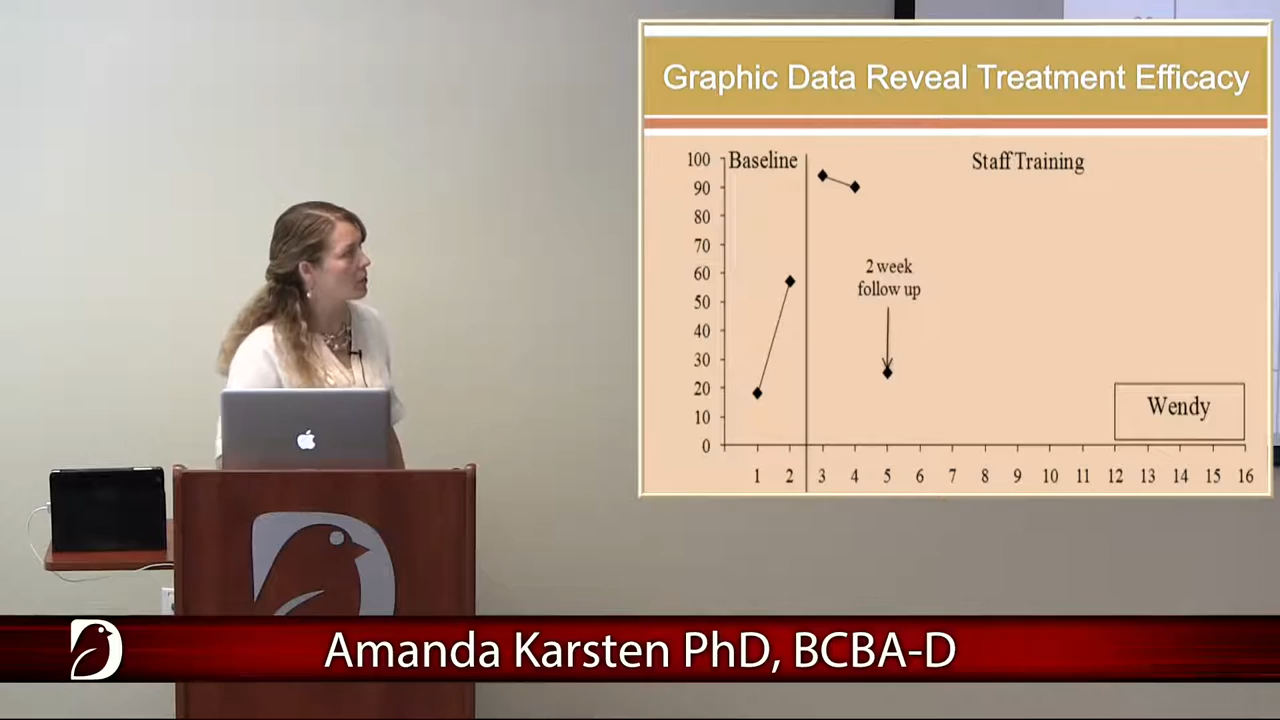 Graphic Data Reveal Treatment Efficacy
100
Baseline
Staff Training
90
80
70
60
2 week
follow up
50
40
30
20
Wendy
10
0
1 2 3 4 5 6 7 8 9 10 11 12 13 14 15 16
Amanda Karsten PhD, BCBA-D